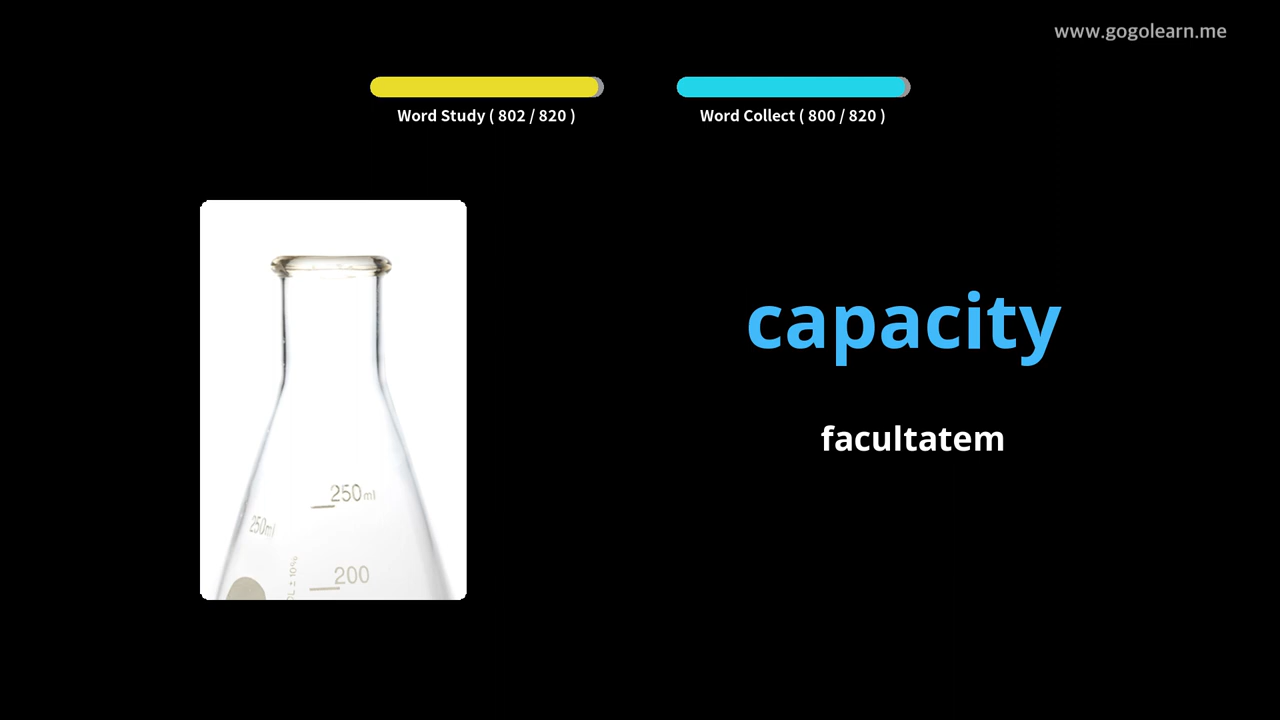 www.gogolearn.me
Word Study ( 802 / 820 )
Word Collect ( 800 / 820 )
capacity
facultatem
250ml
250ml
200